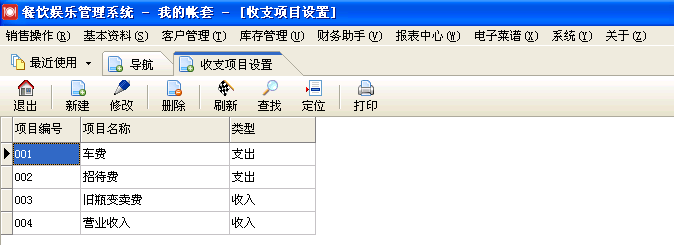 餐饮娱乐管理系统 - 我的帐套 - [收支项目设置]
销售操作(R) 基本资料(S) 客户管理(T) 库存管理(U) 财务助手(V) 报表中心(W) 电子菜谱(X) 系统(Y) 关于(Z)
最近使用 导航 收支项目设置
退出 新建 修改 删除 刷新 查找 定位 打印
项目编号 项目名称 类型
001 车费 支出
002 招待费 支出
003 旧瓶变卖费 收入
004 营业收入 收入